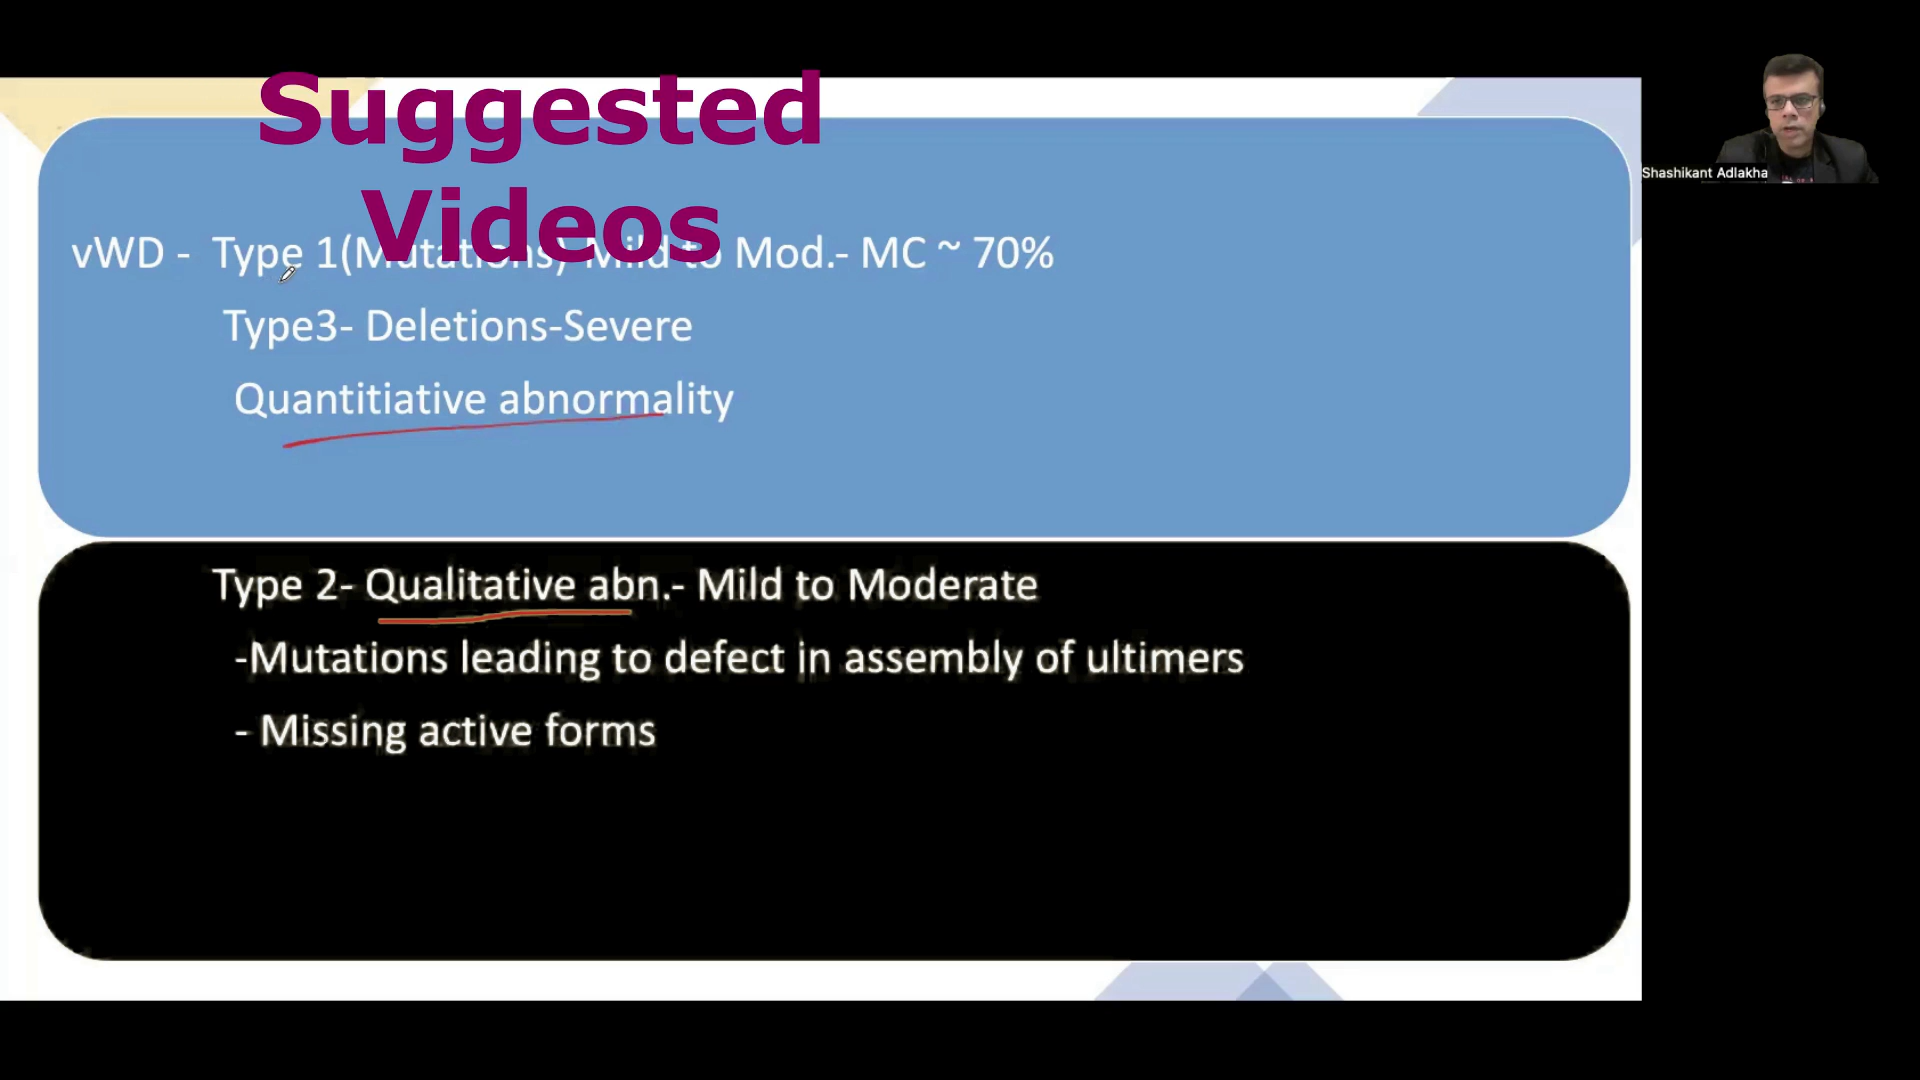 Suggested
Videos
vWD - Type 1(Mutations) Mild to Mod.- MC ~ 70%
Type3- Deletions-Severe
Quantitiative abnormality
Type 2- Qualitative abn.- Mild to Moderate
-Mutations leading to defect in assembly of ultimers
- Missing active forms
Shashikant Adlakha